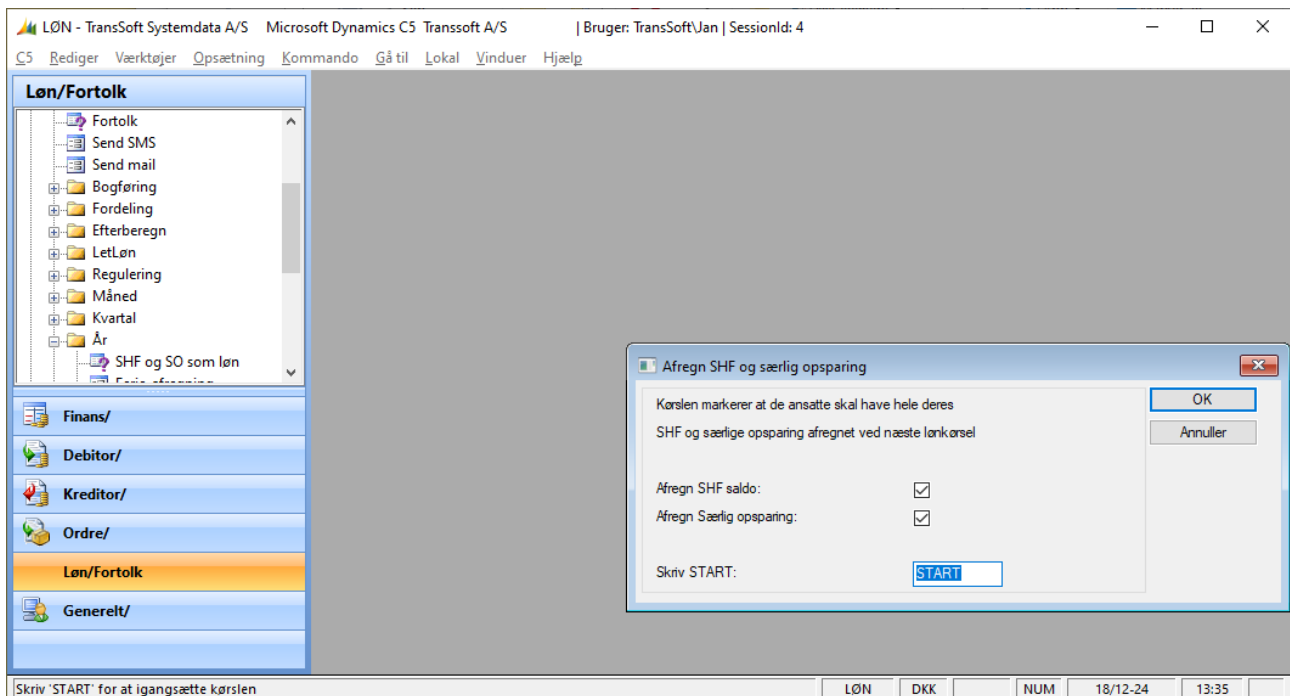 LØN - TransSoft Systemdata A/S Microsoft Dynamics C5 Transsoft A/S | Bruger: TransSoft\Jan | SessionId: 4
C5 Rediger Værktøjer Opsætning Kommando Gå til Lokal Vinduer Hjælp
Løn/Fortolk
Fortolk
Send SMS
Send mail
Bogføring
Fordeling
Efterberegn
LetLøn
Regulering
Måned
Kvartal
År
SHF og SO som løn
Finans/
Debitor/
Kreditor/
Ordre/
Løn/Fortolk
Generelt/
Afregn SHF og særlig opsparing
Kørslen markerer at de ansatte skal have hele deres
SHF og særlige opsparing afregnet ved næste lønkørsel
Afregn SHF saldo:
Afregn Særlig opsparing:
Skriv START: START
OK
Annuller
Skriv 'START' for at igangsætte kørslen LØN DKK NUM 18/12-24 13:35